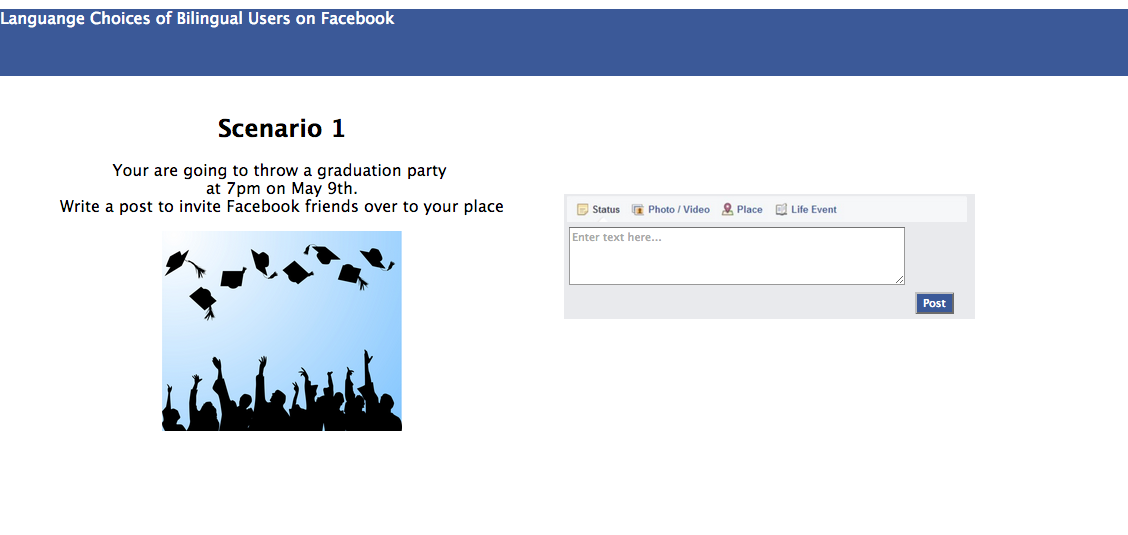 Languange Choices of Bilingual Users on Facebook
Scenario 1
Your are going to throw a graduation party
at 7pm on May 9th.
Write a post to invite Facebook friends over to your place
Status Photo / Video Place Life Event
Enter text here...
Post